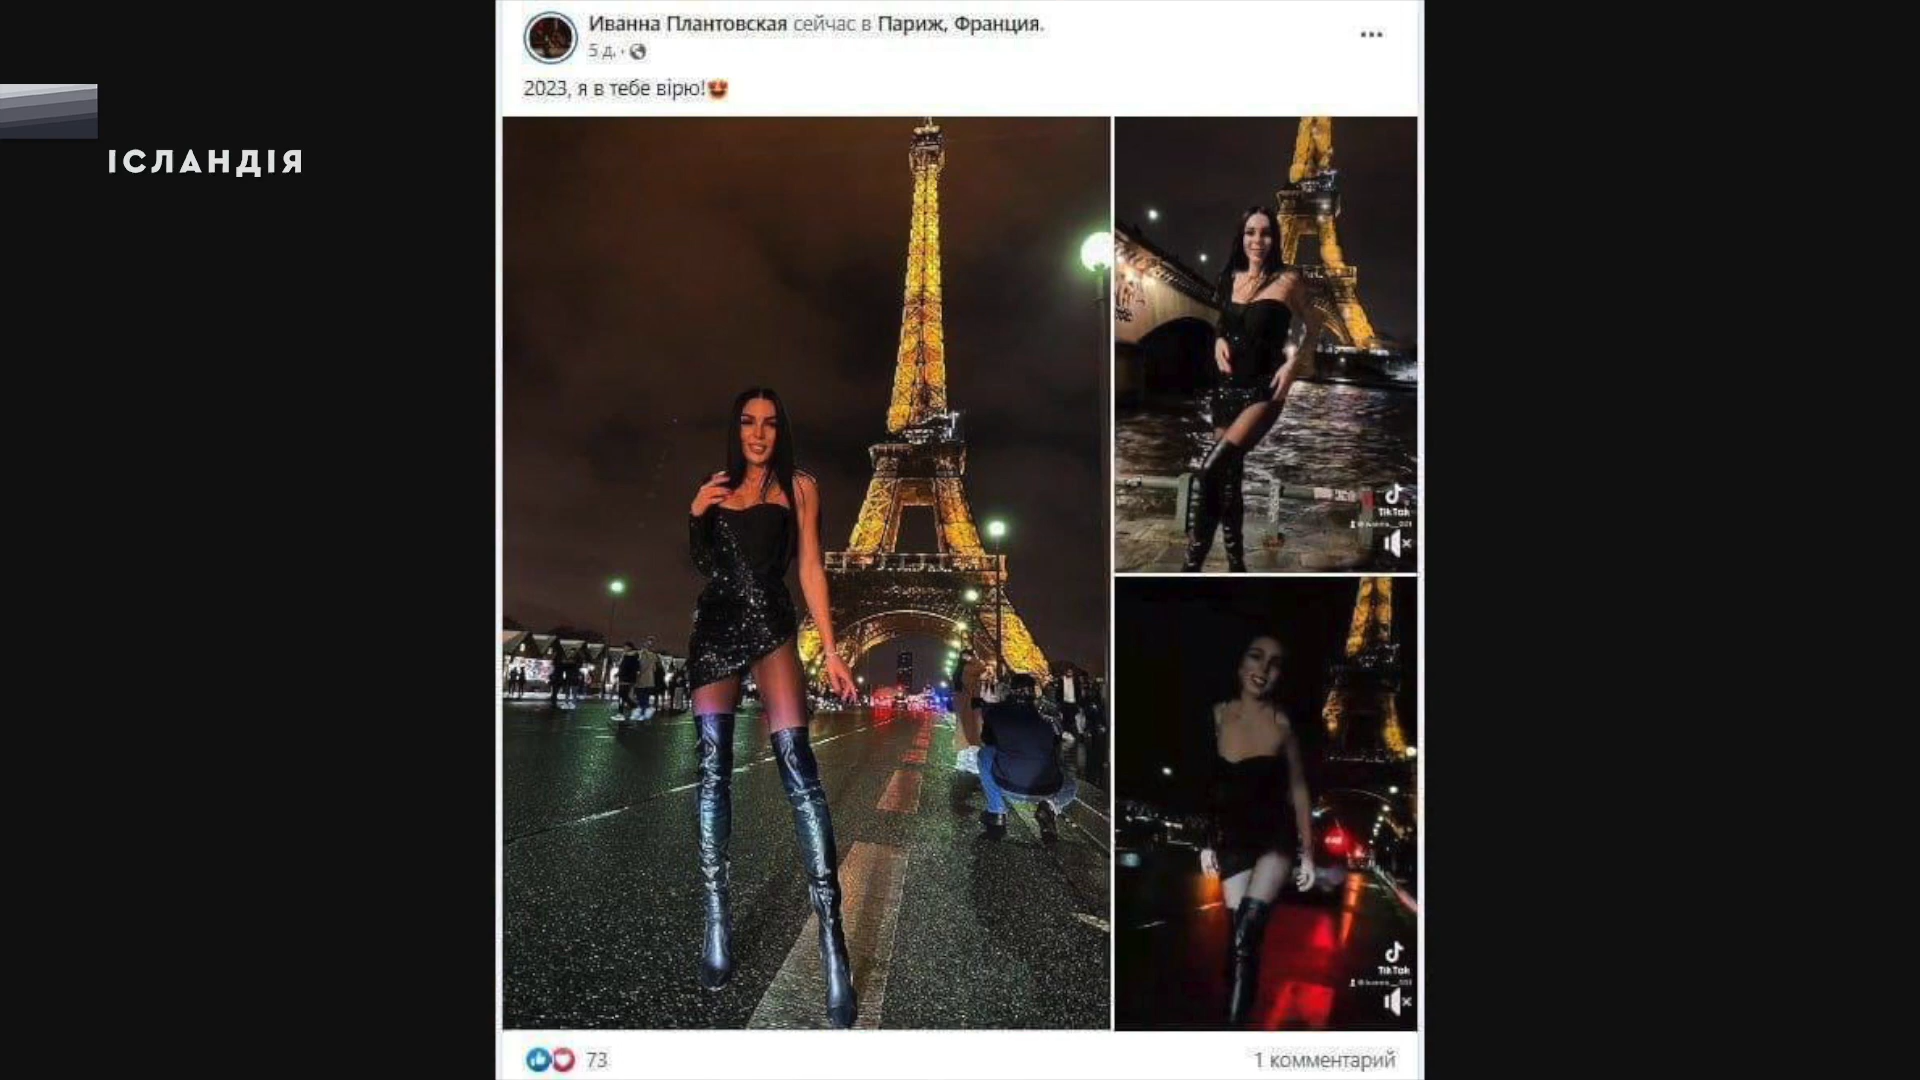 Иванна Плантовская сейчас в Париж, Франция.
5 д. ·
2023, я в тебе вірю!
ІСЛАНДІЯ
TikTok
TikTok
73
1 комментарий